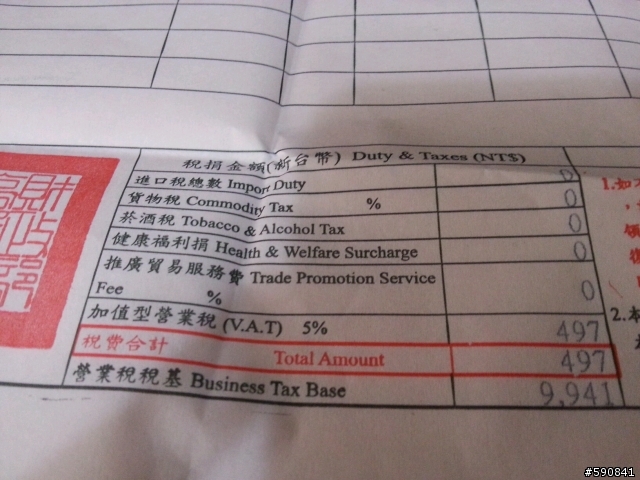 稅捐金額(新台幣) Duty & Taxes (NT$)
進口稅總數 Import Duty 0
貨物稅 Commodity Tax % 0
菸酒稅 Tobacco & Alcohol Tax 0
健康福利捐 Health & Welfare Surcharge 0
推廣貿易服務費 Trade Promotion Service
Fee % 0
加值型營業稅 (V.A.T) 5% 497
稅費合計
Total Amount 497
營業稅稅基 Business Tax Base 9,941
1.如
2.本
#590841